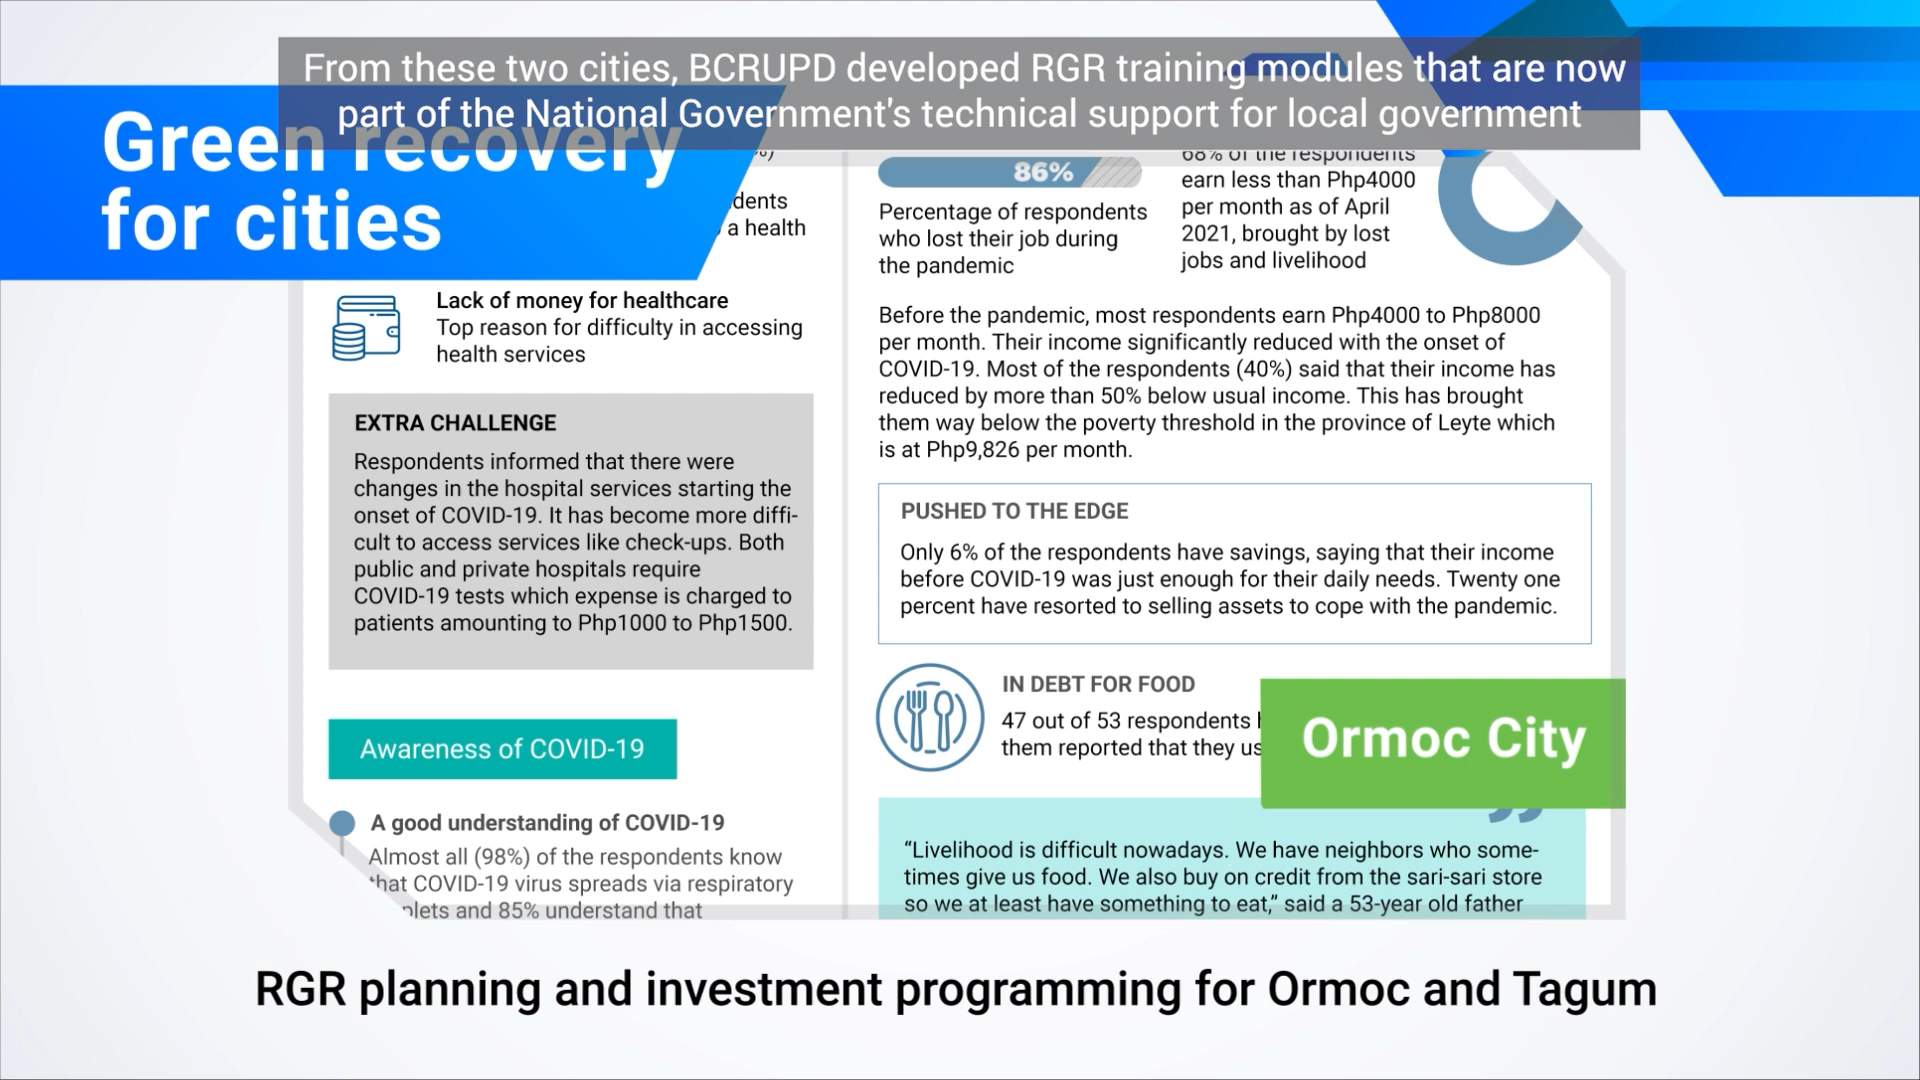 From these two cities, BCRUPD developed RGR training modules that are now
part of the National Government's technical support for local government
Green recovery
for cities
%)
dents
a health
Lack of money for healthcare
Top reason for difficulty in accessing
health services
EXTRA CHALLENGE
Respondents informed that there were
changes in the hospital services starting the
onset of COVID-19. It has become more diffi-
cult to access services like check-ups. Both
public and private hospitals require
COVID-19 tests which expense is charged to
patients amounting to Php1000 to Php1500.
Awareness of COVID-19
A good understanding of COVID-19
Almost all (98%) of the respondents know
that COVID-19 virus spreads via respiratory
plets and 85% understand that
86%
Percentage of respondents
who lost their job during
the pandemic
68% of the respondents
earn less than Php4000
per month as of April
2021, brought by lost
jobs and livelihood
Before the pandemic, most respondents earn Php4000 to Php8000
per month. Their income significantly reduced with the onset of
COVID-19. Most of the respondents (40%) said that their income has
reduced by more than 50% below usual income. This has brought
them way below the poverty threshold in the province of Leyte which
is at Php9,826 per month.
PUSHED TO THE EDGE
Only 6% of the respondents have savings, saying that their income
before COVID-19 was just enough for their daily needs. Twenty one
percent have resorted to selling assets to cope with the pandemic.
IN DEBT FOR FOOD
47 out of 53 respondents
them reported that they us
Ormoc City
”
“Livelihood is difficult nowadays. We have neighbors who some-
times give us food. We also buy on credit from the sari-sari store
so we at least have something to eat,” said a 53-year old father
RGR planning and investment programming for Ormoc and Tagum